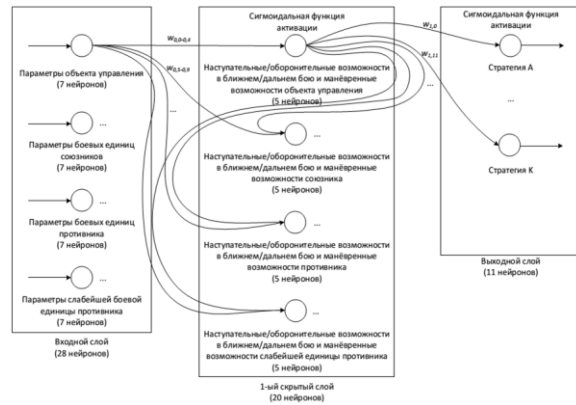 Сигмоидальная функция
активации
Сигмоидальная функция
активации
w0,0-0,4
w1,0
Параметры объекта управления
(7 нейронов)
w0,5-0,9
...
Наступательные/оборонительные возможности
в ближнем/дальнем бою и манёвренные
возможности объекта управления
(5 нейронов)
...
w1,11
Стратегия A
...
...
Параметры боевых единиц
союзников
(7 нейронов)
...
Наступательные/оборонительные возможности
в ближнем/дальнем бою и манёвренные
возможности союзника
(5 нейронов)
Стратегия K
...
Параметры боевых единиц
противника
(7 нейронов)
...
Наступательные/оборонительные возможности
в ближнем/дальнем бою и манёвренные
возможности противника
(5 нейронов)
Выходной слой
(11 нейронов)
...
Параметры слабейшей боевой
единицы противника
(7 нейронов)
...
Наступательные/оборонительные возможности
в ближнем/дальнем бою и манёвренные
возможности слабейшей единицы противника
(5 нейронов)
Входной слой
(28 нейронов)
1-ый скрытый слой
(20 нейронов)